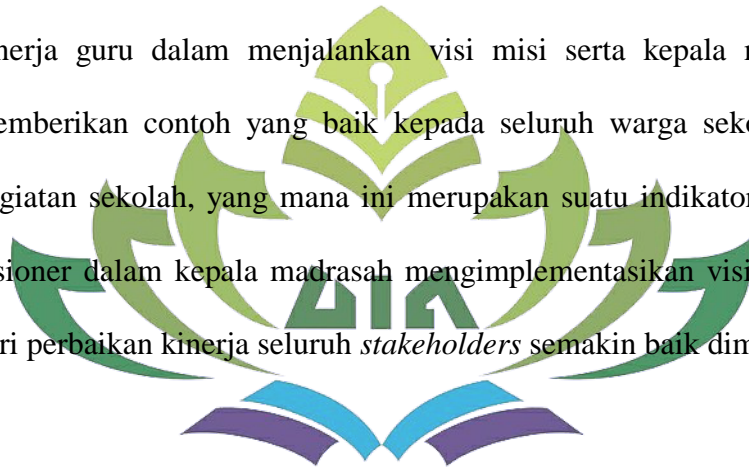 nerja guru dalam menjalankan visi misi serta kepala
emberikan contoh yang baik kepada seluruh warga seko
giatan sekolah, yang mana ini merupakan suatu indikator
sioner dalam kepala madrasah mengimplementasikan visi
ri perbaikan kinerja seluruh stakeholders semakin baik dim